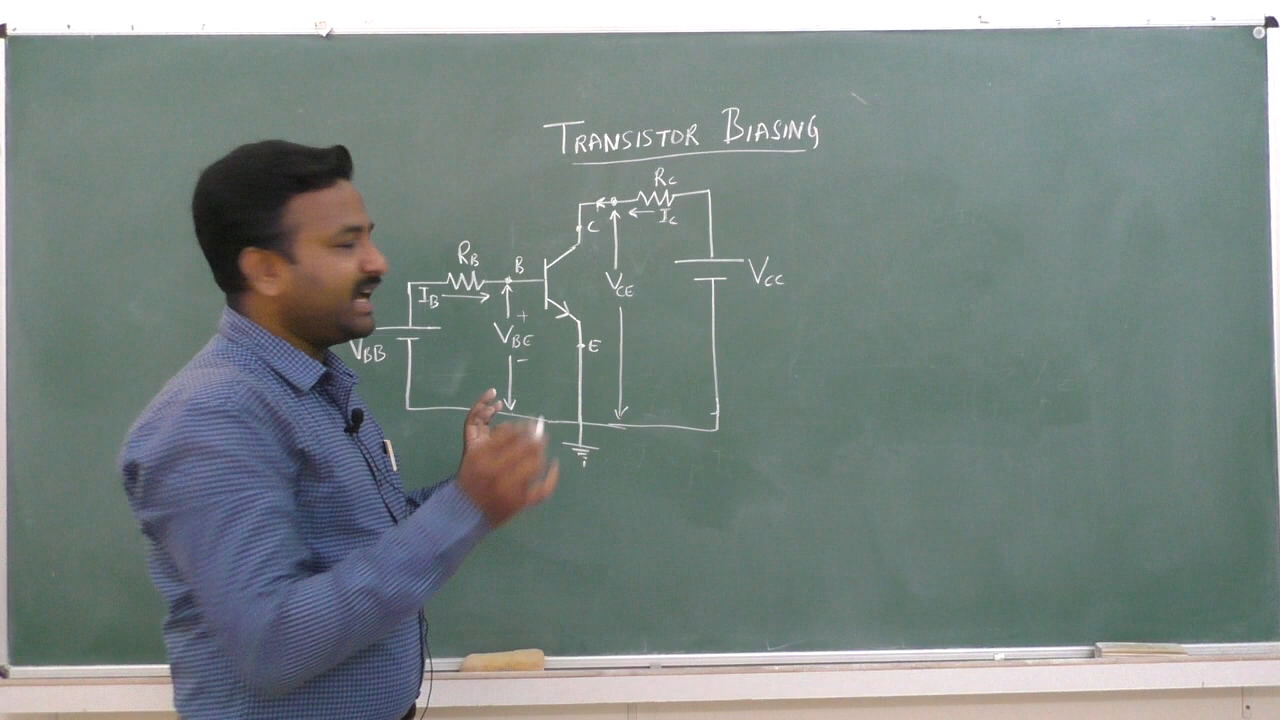 TRANSISTOR BIASING
RC
IC
C
RB
B
IB
VCE
VCC
+
VBE
-
E
VBB